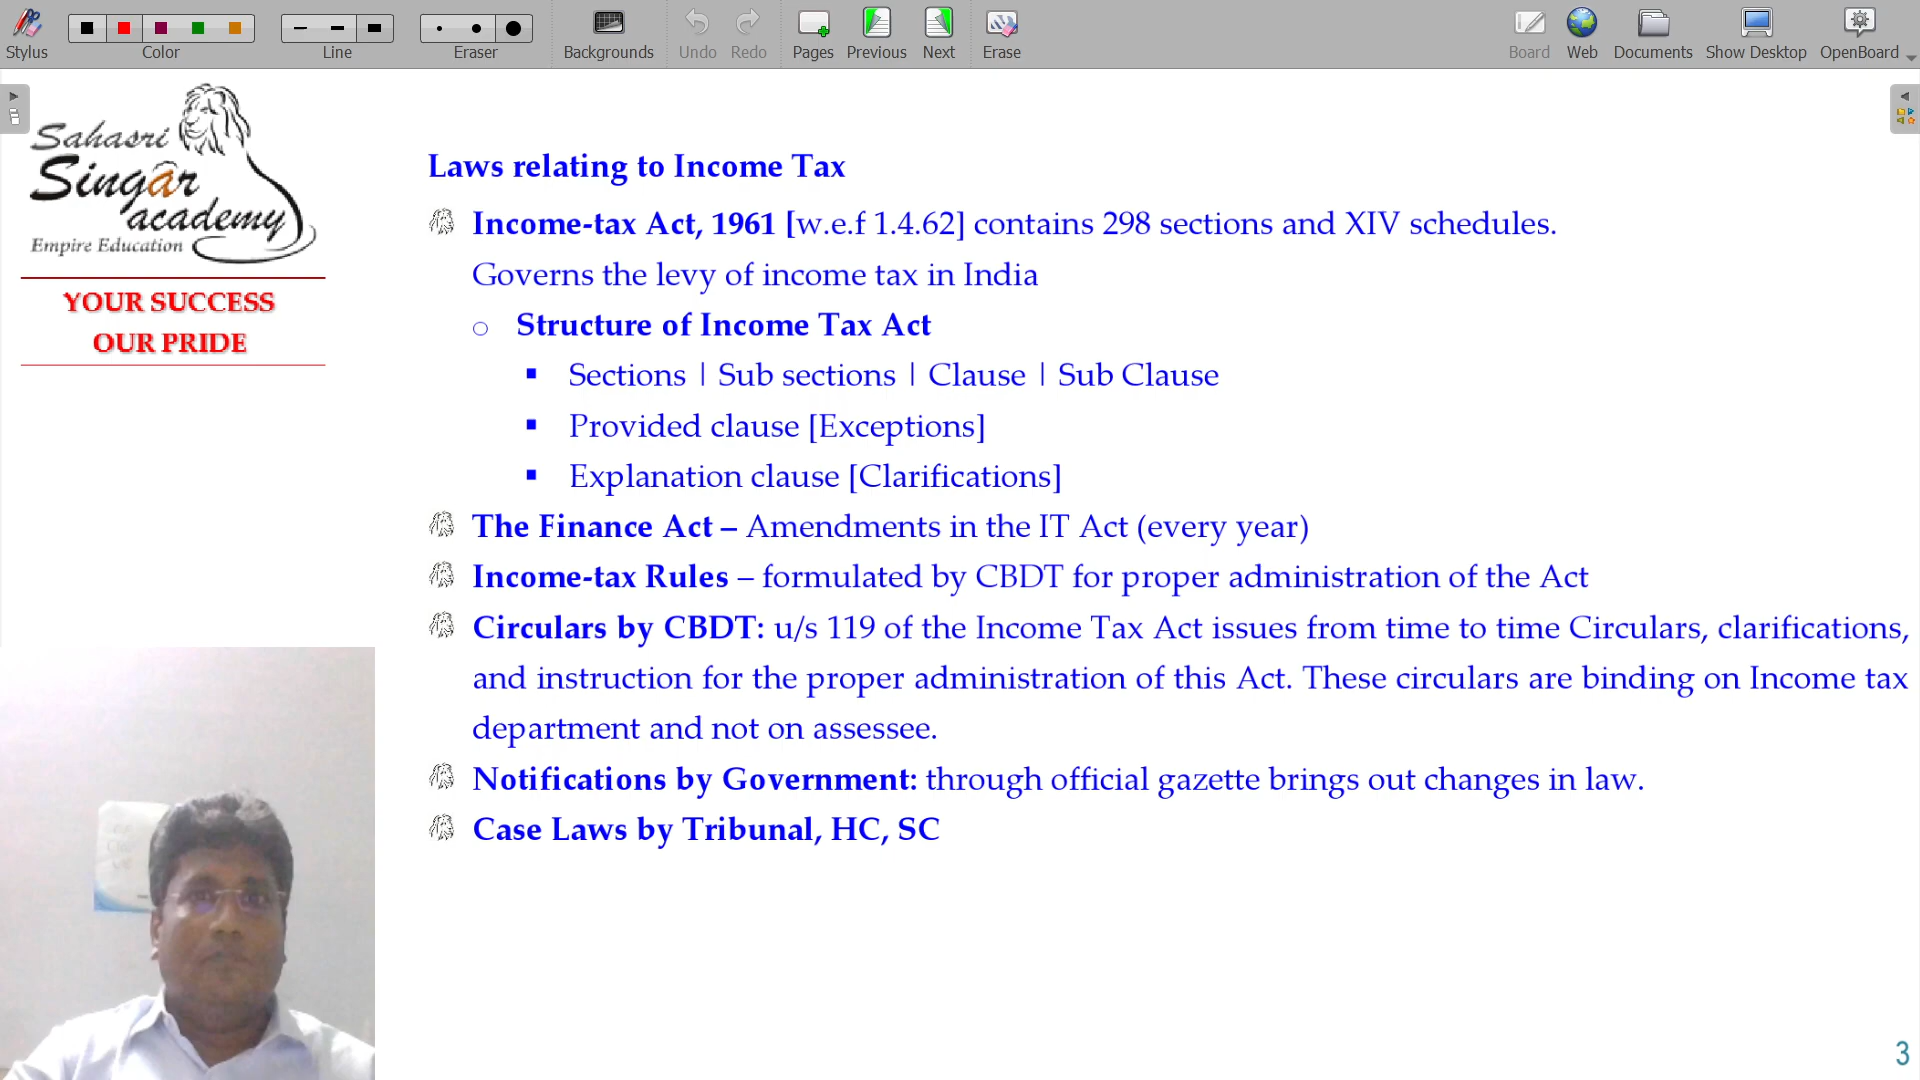 Stylus
Color
Line
Eraser
Backgrounds
Undo
Redo
Pages
Previous
Next
Erase
Board
Web
Documents
Show Desktop
OpenBoard
Sahasri
Singar
academy
Empire Education
YOUR SUCCESS
OUR PRIDE
Laws relating to Income Tax
Income-tax Act, 1961 [w.e.f 1.4.62] contains 298 sections and XIV schedules.
Governs the levy of income tax in India
Structure of Income Tax Act
Sections | Sub sections | Clause | Sub Clause
Provided clause [Exceptions]
Explanation clause [Clarifications]
The Finance Act – Amendments in the IT Act (every year)
Income-tax Rules – formulated by CBDT for proper administration of the Act
Circulars by CBDT: u/s 119 of the Income Tax Act issues from time to time Circulars, clarifications,
and instruction for the proper administration of this Act. These circulars are binding on Income tax
department and not on assessee.
Notifications by Government: through official gazette brings out changes in law.
Case Laws by Tribunal, HC, SC
3